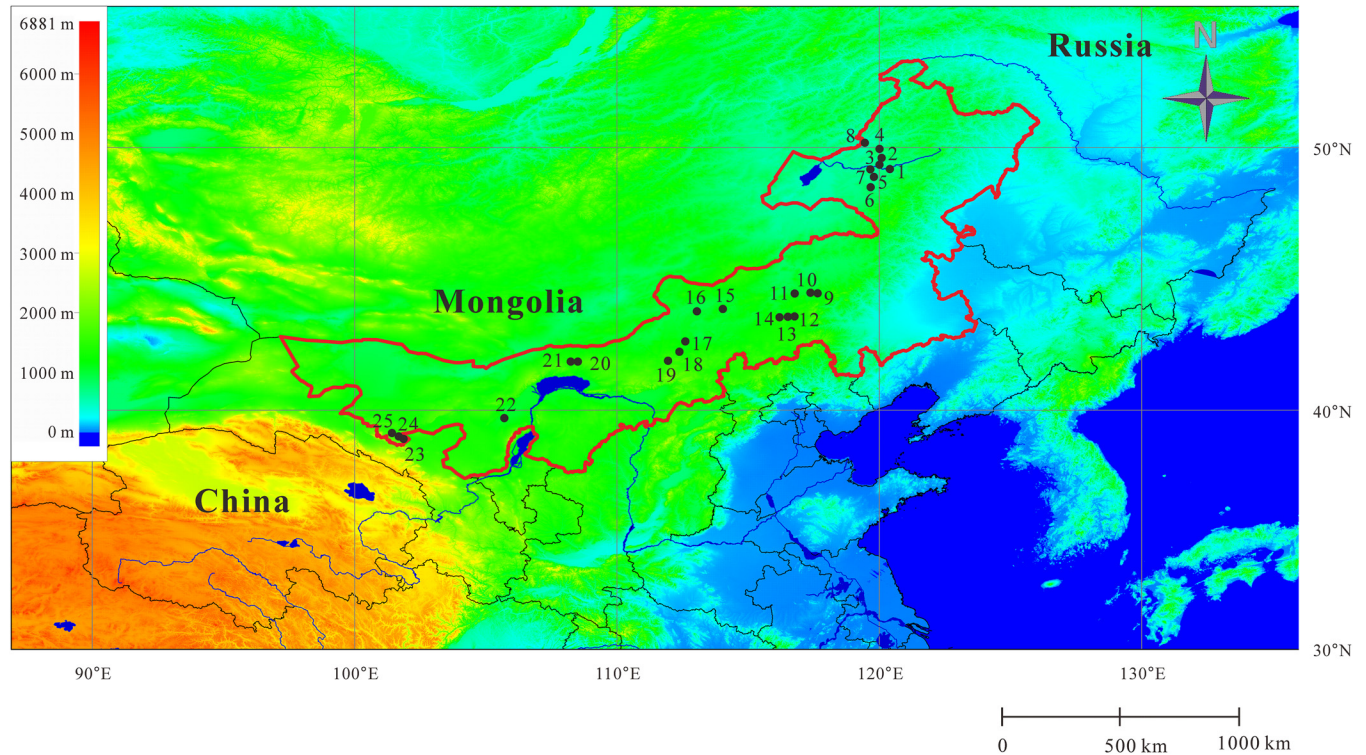 6881 m
6000 m
5000 m
4000 m
3000 m
2000 m
1000 m
0 m
Russia
N
Mongolia
China
8 4
3 2
7 1
5
6
11 10
9
14 12
13
16 15
17
18
19
21 20
22
25 24
23
50°N
40°N
30°N
90°E 100°E 110°E 120°E 130°E
0 500 km 1000 km